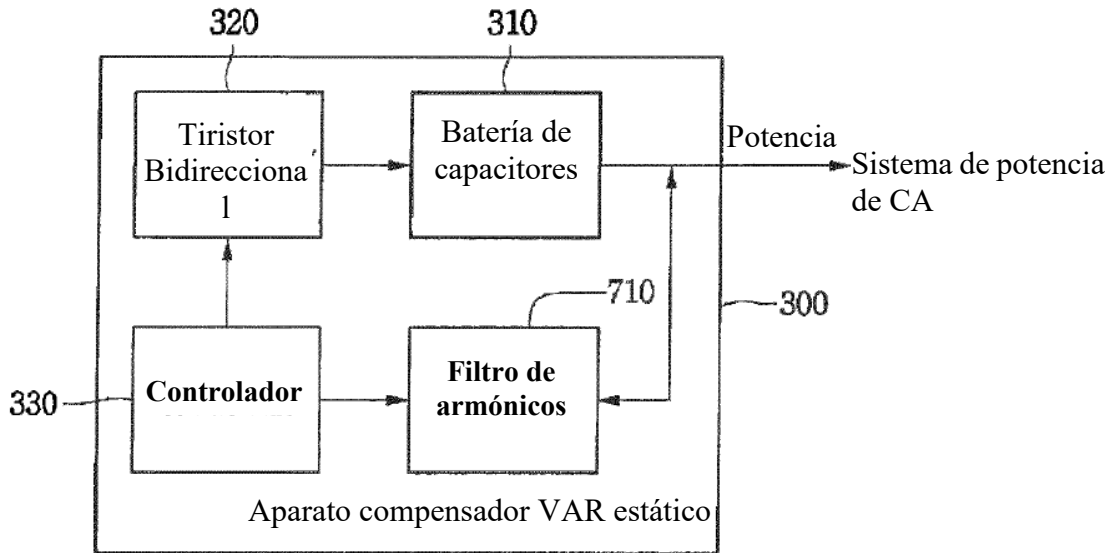 320
310
Tiristor
Bidirecciona
l
Batería de
capacitores
Potencia
Sistema de potencia
de CA
710
300
330
Controlador
Filtro de
armónicos
Aparato compensador VAR estático